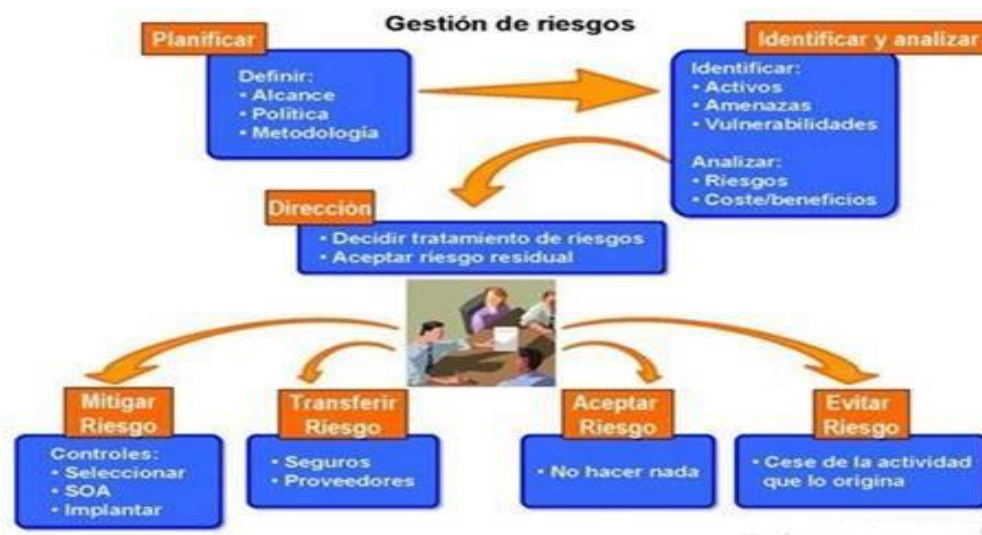 Gestión de riesgos
Planificar
Definir:
• Alcance
• Política
• Metodología
Identificar y analizar
Identificar:
• Activos
• Amenazas
• Vulnerabilidades
Analizar:
• Riesgos
• Coste/beneficios
Dirección
• Decidir tratamiento de riesgos
• Aceptar riesgo residual
Mitigar
Riesgo
Controles:
• Seleccionar
• SOA
• Implantar
Transferir
Riesgo
• Seguros
• Proveedores
Aceptar
Riesgo
• No hacer nada
Evitar
Riesgo
• Cese de la actividad
que lo origina